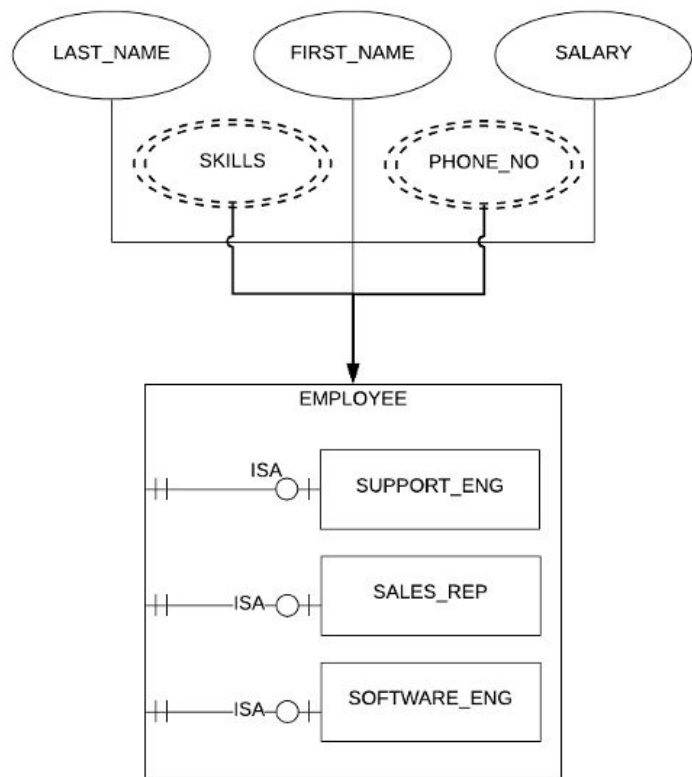 LAST_NAME
FIRST_NAME
SALARY
SKILLS
PHONE_NO
EMPLOYEE
ISA
SUPPORT_ENG
ISA
SALES_REP
ISA
SOFTWARE_ENG